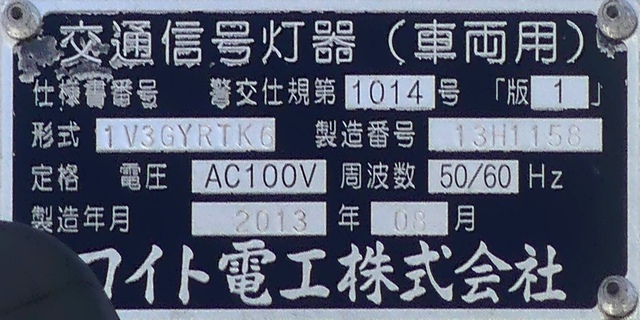 交通信号灯器（車両用）
仕様書番号 警交仕規第 1014 号 「版 1 」
形式 1V3GYRTK6 製造番号 13H1158
定格 電圧 AC100V 周波数 50/60 Hz
製造年月 2013 年 08 月
ワイト電工株式会社